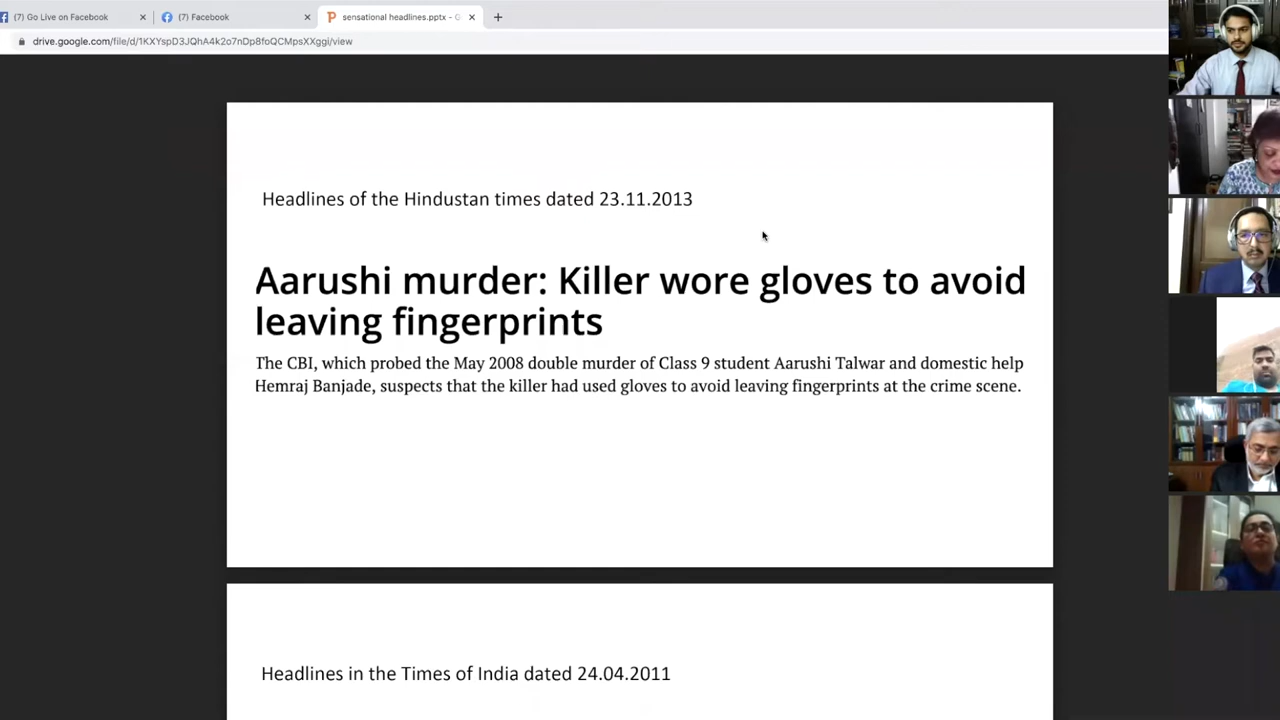 (7) Go Live on Facebook
(7) Facebook
sensational headlines.pptx - G
drive.google.com/file/d/1KXYspD3JQhA4k2o7nDp8foQCMpsXXggi/view
Headlines of the Hindustan times dated 23.11.2013
Aarushi murder: Killer wore gloves to avoid
leaving fingerprints
The CBI, which probed the May 2008 double murder of Class 9 student Aarushi Talwar and domestic help
Hemraj Banjade, suspects that the killer had used gloves to avoid leaving fingerprints at the crime scene.
Headlines in the Times of India dated 24.04.2011